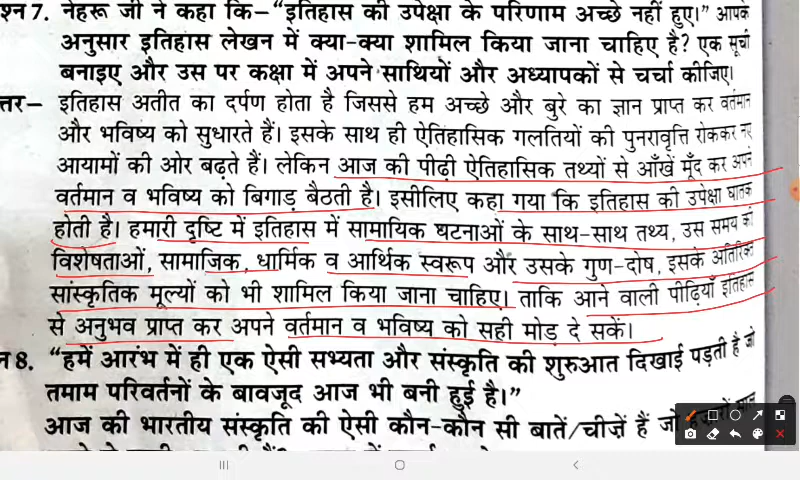 श्न 7. नेहरू जी ने कहा कि–“इतिहास की उपेक्षा के परिणाम अच्छे नहीं हुए।” आपके
अनुसार इतिहास लेखन में क्या-क्या शामिल किया जाना चाहिए है? एक सूची
बनाइए और उस पर कक्षा में अपने साथियों और अध्यापकों से चर्चा कीजिए।
त्तर– इतिहास अतीत का दर्पण होता है जिससे हम अच्छे और बुरे का ज्ञान प्राप्त कर वर्तमान
और भविष्य को सुधारते हैं। इसके साथ ही ऐतिहासिक गलतियों की पुनरावृत्ति रोककर नए
आयामों की ओर बढ़ते हैं। लेकिन आज की पीढ़ी ऐतिहासिक तथ्यों से आँखें मूँद कर अपने
वर्तमान व भविष्य को बिगाड़ बैठती है। इसीलिए कहा गया कि इतिहास की उपेक्षा घातक
होती है। हमारी दृष्टि में इतिहास में सामायिक घटनाओं के साथ-साथ तथ्य, उस समय की
विशेषताओं, सामाजिक, धार्मिक व आर्थिक स्वरूप और उसके गुण-दोष, इसके अतिरिक्त
सांस्कृतिक मूल्यों को भी शामिल किया जाना चाहिए। ताकि आने वाली पीढ़ियाँ इतिहास
से अनुभव प्राप्त कर अपने वर्तमान व भविष्य को सही मोड़ दे सकें।
न 8. “हमें आरंभ में ही एक ऐसी सभ्यता और संस्कृति की शुरुआत दिखाई पड़ती है जो
तमाम परिवर्तनों के बावजूद आज भी बनी हुई है।”
आज की भारतीय संस्कृति की ऐसी कौन-कौन सी बातें/चीज़ें हैं जो हज़ारों साल